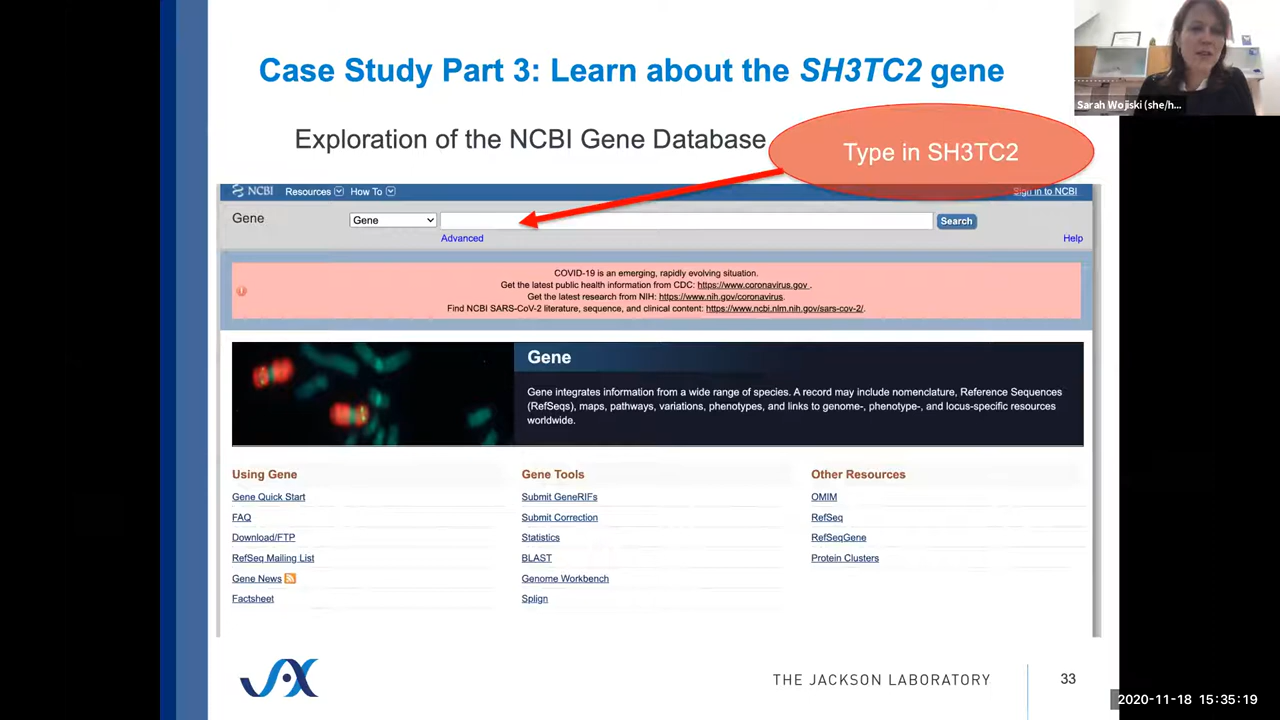 Case Study Part 3: Learn about the SH3TC2 gene
Sarah Wojiski (she/h...
Exploration of the NCBI Gene Database
Type in SH3TC2
NCBI Resources How To Sign in to NCBI
Gene Gene Search
Advanced Help
COVID-19 is an emerging, rapidly evolving situation.
Get the latest public health information from CDC: https://www.coronavirus.gov .
Get the latest research from NIH: https://www.nih.gov/coronavirus.
Find NCBI SARS-CoV-2 literature, sequence, and clinical content: https://www.ncbi.nlm.nih.gov/sars-cov-2/.
Gene
Gene integrates information from a wide range of species. A record may include nomenclature, Reference Sequences
(RefSeqs), maps, pathways, variations, phenotypes, and links to genome-, phenotype-, and locus-specific resources
worldwide.
Using Gene
Gene Quick Start
FAQ
Download/FTP
RefSeq Mailing List
Gene News
Factsheet
Gene Tools
Submit GeneRIFs
Submit Correction
Statistics
BLAST
Genome Workbench
Splign
Other Resources
OMIM
RefSeq
RefSeqGene
Protein Clusters
JAX
THE JACKSON LABORATORY
33
2020-11-18 15:35:19